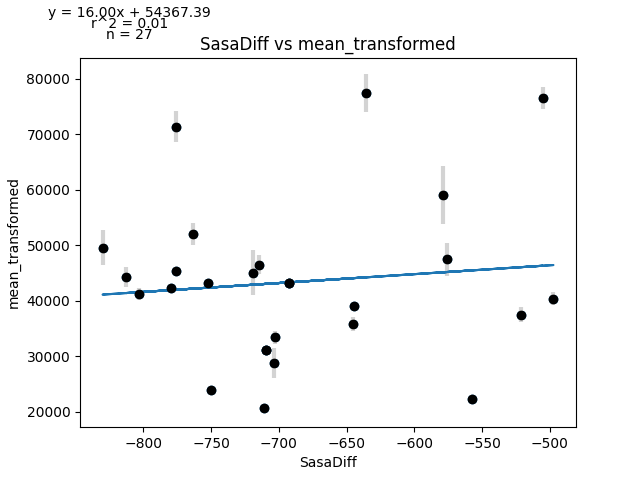 y = 16.00x + 54367.39
r^2 = 0.01
n = 27
SasaDiff vs mean_transformed
80000
70000
60000
50000
40000
30000
20000
mean_transformed
−800
−750
−700
−650
−600
−550
−500
SasaDiff